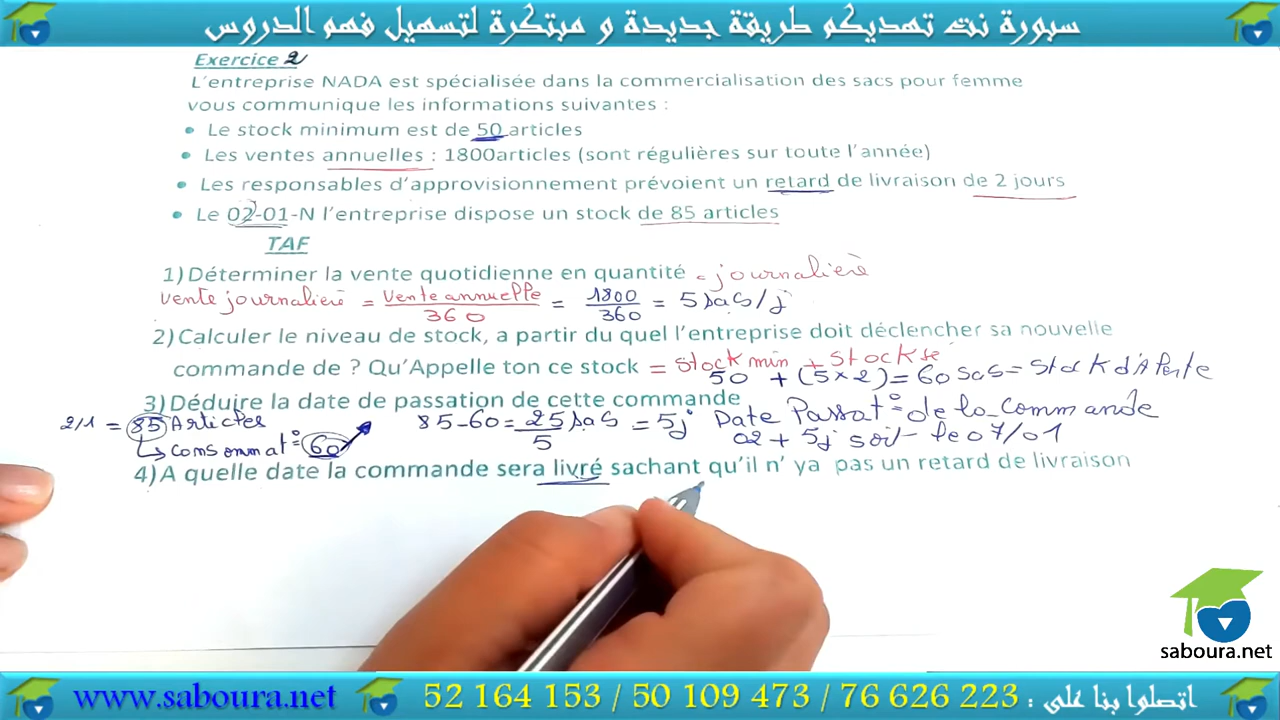 سبورة نت تهديكم طريقة جديدة و مبتكرة لتسهيل فهم الدروس
Exercice 2
L'entreprise NADA est spécialisée dans la commercialisation des sacs pour femme
vous communique les informations suivantes :
• Le stock minimum est de 50 articles
• Les ventes annuelles : 1800articles (sont régulières sur toute l'année)
• Les responsables d'approvisionnement prévoient un retard de livraison de 2 jours
• Le 02-01-N l'entreprise dispose un stock de 85 articles
TAF
1) Déterminer la vente quotidienne en quantité = journalière
vente journalière = vente annuelle / 360 = 1800 / 360 = 5 sacs/j
2) Calculer le niveau de stock, a partir du quel l'entreprise doit déclencher sa nouvelle
commande de ? Qu'Appelle ton ce stock = Stock min + Stock se
50 + (5 x 2) = 60 sacs = Stock d'Alerte
3) Déduire la date de passation de cette commande
2/1 = 85 Articles 85-60 = 25 sacs / 5 = 5j Date Passat° de la commande
Consommat° = 60 02 + 5j soit le 07/01
4) A quelle date la commande sera livré sachant qu'il n' ya pas un retard de livraison
saboura.net
www.saboura.net 52 164 153 / 50 109 473 / 76 626 223 : اتصلوا بنا على